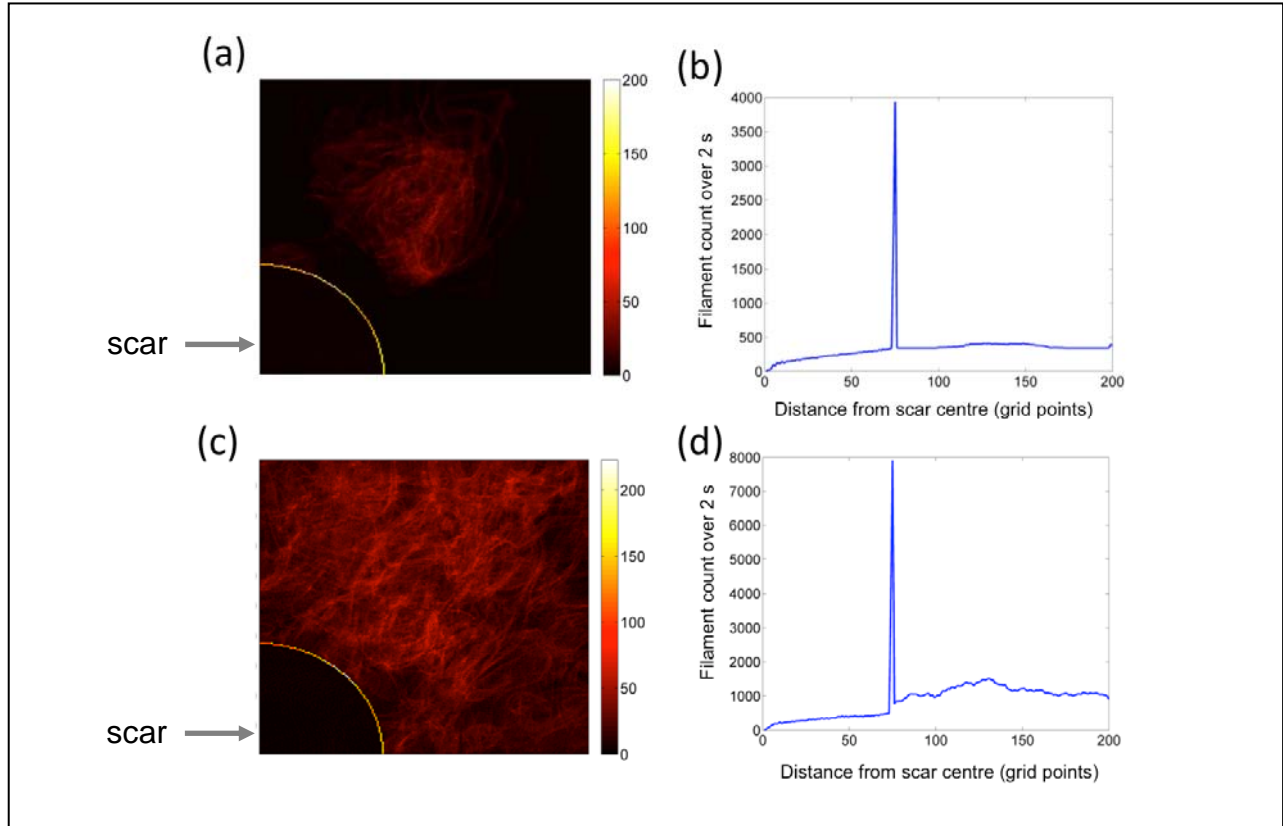 (a)
200
150
100
50
0
scar
(b)
4000
3500
3000
2500
2000
1500
1000
500
0
0 50 100 150 200
Filament count over 2 s
Distance from scar centre (grid points)
(c)
200
150
100
50
0
scar
(d)
8000
7000
6000
5000
4000
3000
2000
1000
0
0 50 100 150 200
Filament count over 2 s
Distance from scar centre (grid points)